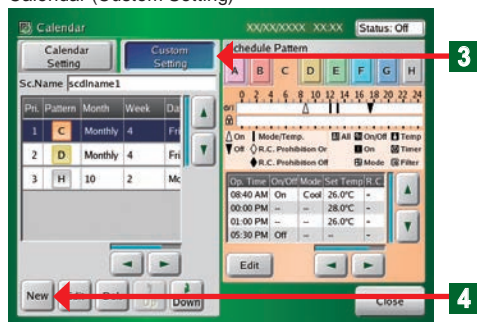 Calendar (Custom Setting)
Calendar
XX/XX/XXXX XX:XX
Status: Off
Calendar Setting
Custom Setting
3
Sc.Name scdlname1
Pri. Pattern Month Week Da
1 C Monthly 4 Fri
2 D Monthly 4 Fri
3 H 10 2 Mo
Schedule Pattern
A B C D E F G H
0 2 4 6 8 10 12 14 16 18 20 22 24
On Mode/Temp. All On/Off Temp
Off R.C. Prohibition Or On Timer
R.C. Prohibition Off Mode Filter
Op. Time On/Off Mode Set Temp R.C.
08:40 AM On Cool 26.0°C -
00:00 PM - - 28.0°C -
01:00 PM - - 26.0°C -
05:30 PM Off - - -
Edit
New
Down
Close
4